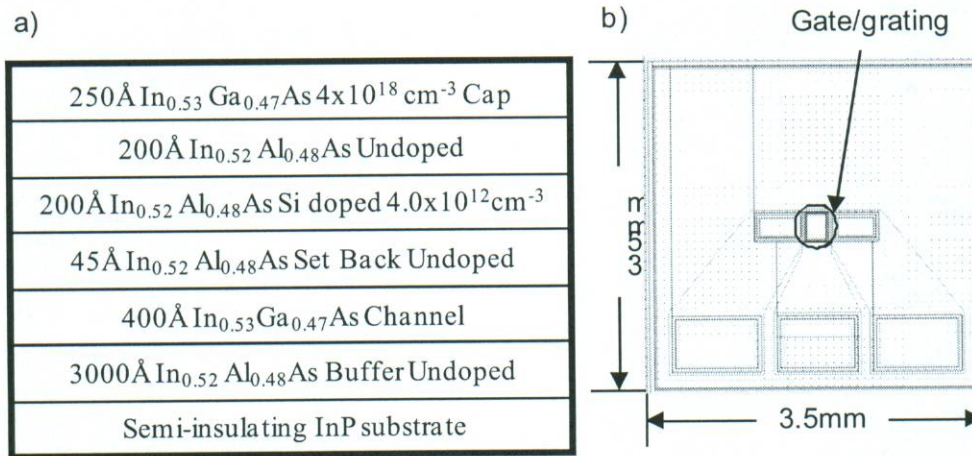 a)
250Å In0.53 Ga0.47As 4x10^18 cm^-3 Cap
200Å In0.52 Al0.48As Undoped
200Å In0.52 Al0.48As Si doped 4.0x10^12cm^-3
45Å In0.52 Al0.48As Set Back Undoped
400Å In0.53Ga0.47As Channel
3000Å In0.52 Al0.48As Buffer Undoped
Semi-insulating InP substrate
b)
Gate/grating
3.5mm
3.5mm